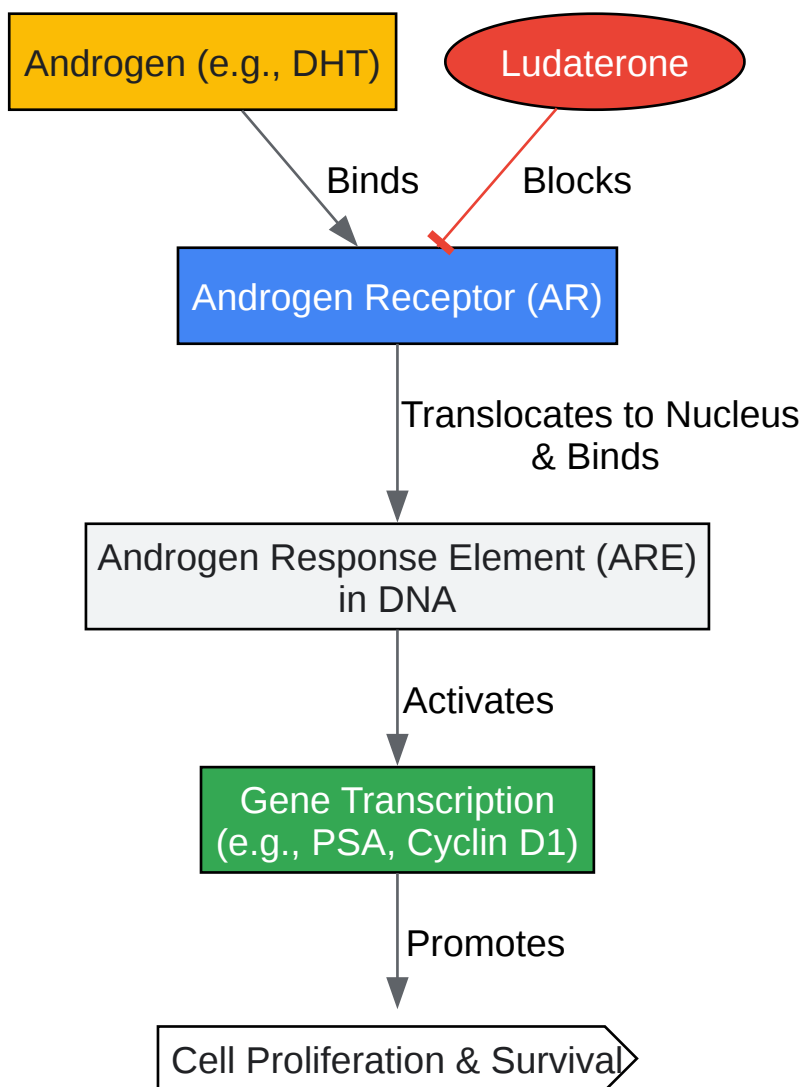 Androgen (e.g., DHT)
Ludaterone
Binds
Blocks
Androgen Receptor (AR)
Translocates to Nucleus
& Binds
Androgen Response Element (ARE)
in DNA
Activates
Gene Transcription
(e.g., PSA, Cyclin D1)
Promotes
Cell Proliferation & Survival